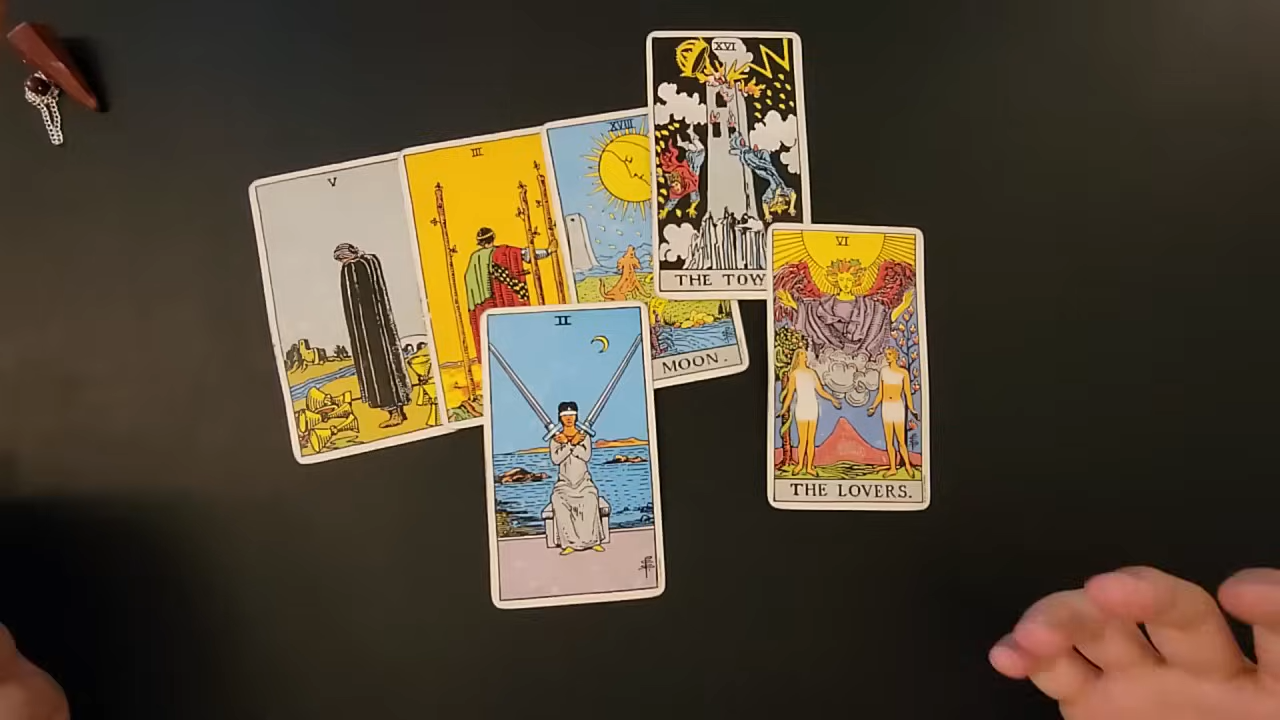 V
III
XVIII
MOON.
XVI
THE TOW
II
VI
THE LOVERS.